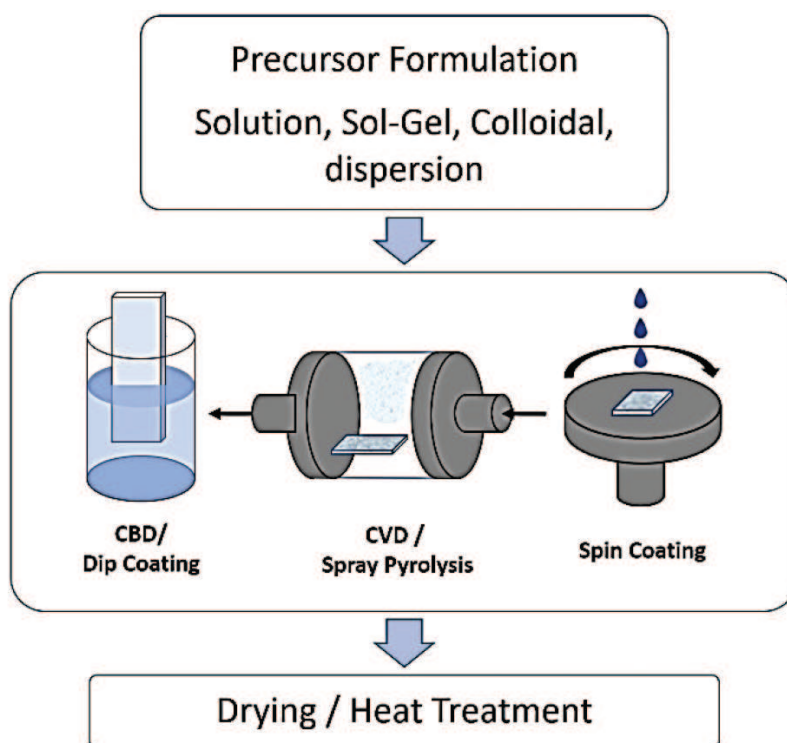 Precursor Formulation
Solution, Sol-Gel, Colloidal,
dispersion
CBD/
Dip Coating
CVD /
Spray Pyrolysis
Spin Coating
Drying / Heat Treatment